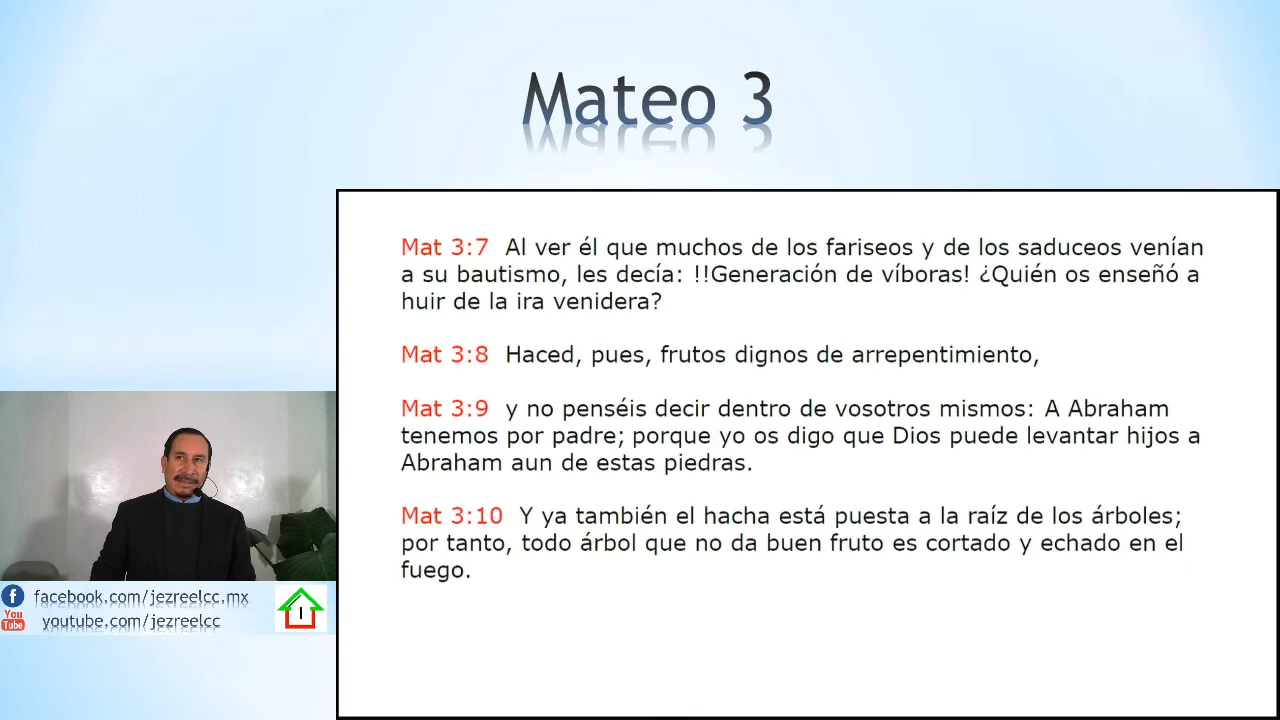 Mateo 3
Mat 3:7 Al ver él que muchos de los fariseos y de los saduceos venían
a su bautismo, les decía: !!Generación de víboras! ¿Quién os enseñó a
huir de la ira venidera?
Mat 3:8 Haced, pues, frutos dignos de arrepentimiento,
Mat 3:9 y no penséis decir dentro de vosotros mismos: A Abraham
tenemos por padre; porque yo os digo que Dios puede levantar hijos a
Abraham aun de estas piedras.
Mat 3:10 Y ya también el hacha está puesta a la raíz de los árboles;
por tanto, todo árbol que no da buen fruto es cortado y echado en el
fuego.
f facebook.com/jezreelcc.mx
You
Tube youtube.com/jezreelcc